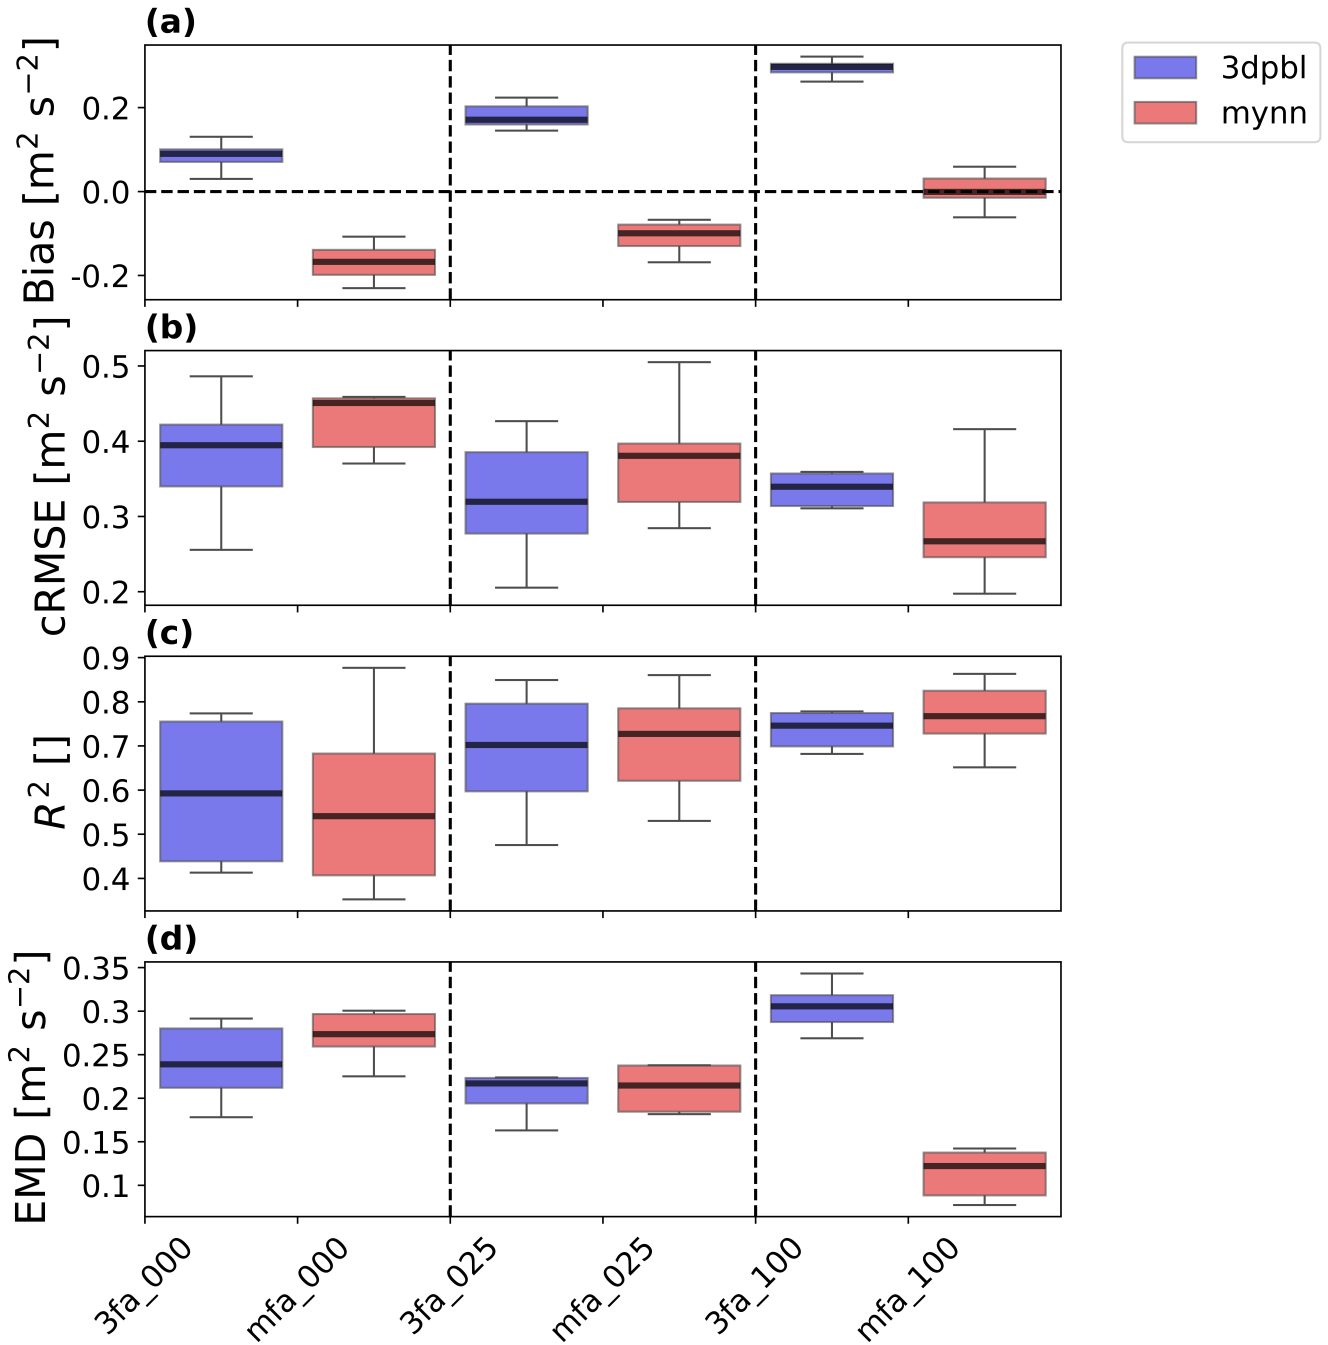 (a)
3dpbl
mynn
Bias [m² s⁻²]
0.2
0.0
-0.2
(b)
cRMSE [m² s⁻²]
0.5
0.4
0.3
0.2
(c)
R² []
0.9
0.8
0.7
0.6
0.5
0.4
(d)
EMD [m² s⁻²]
0.35
0.3
0.25
0.2
0.15
0.1
3fa_000
mfa_000
3fa_025
mfa_025
3fa_100
mfa_100